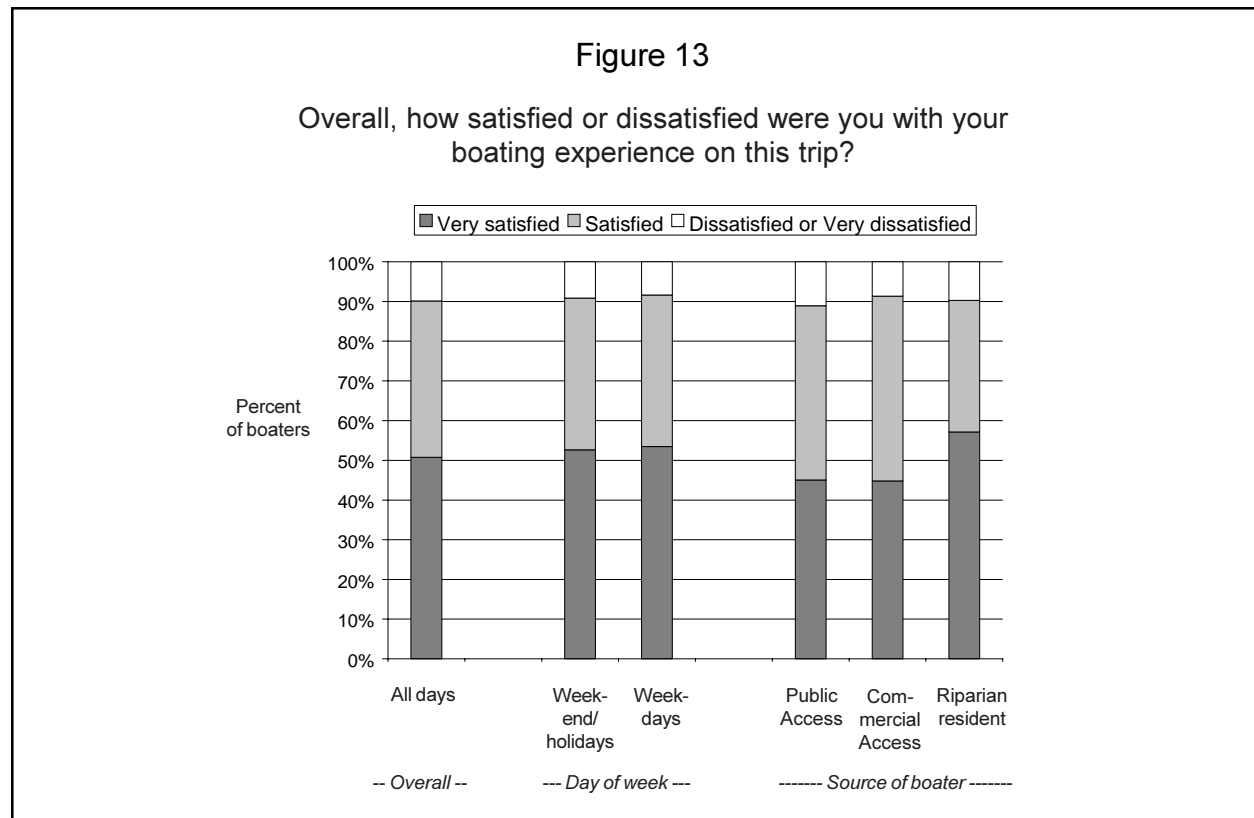 Figure 13
Overall, how satisfied or dissatisfied were you with your
boating experience on this trip?
Very satisfied Satisfied Dissatisfied or Very dissatisfied
100%
90%
80%
70%
60%
50%
40%
30%
20%
10%
0%
Percent
of boaters
All days
Week-
end/
holidays
Week-
days
Public
Access
Com-
mercial
Access
Riparian
resident
-- Overall --
--- Day of week ---
------- Source of boater -------